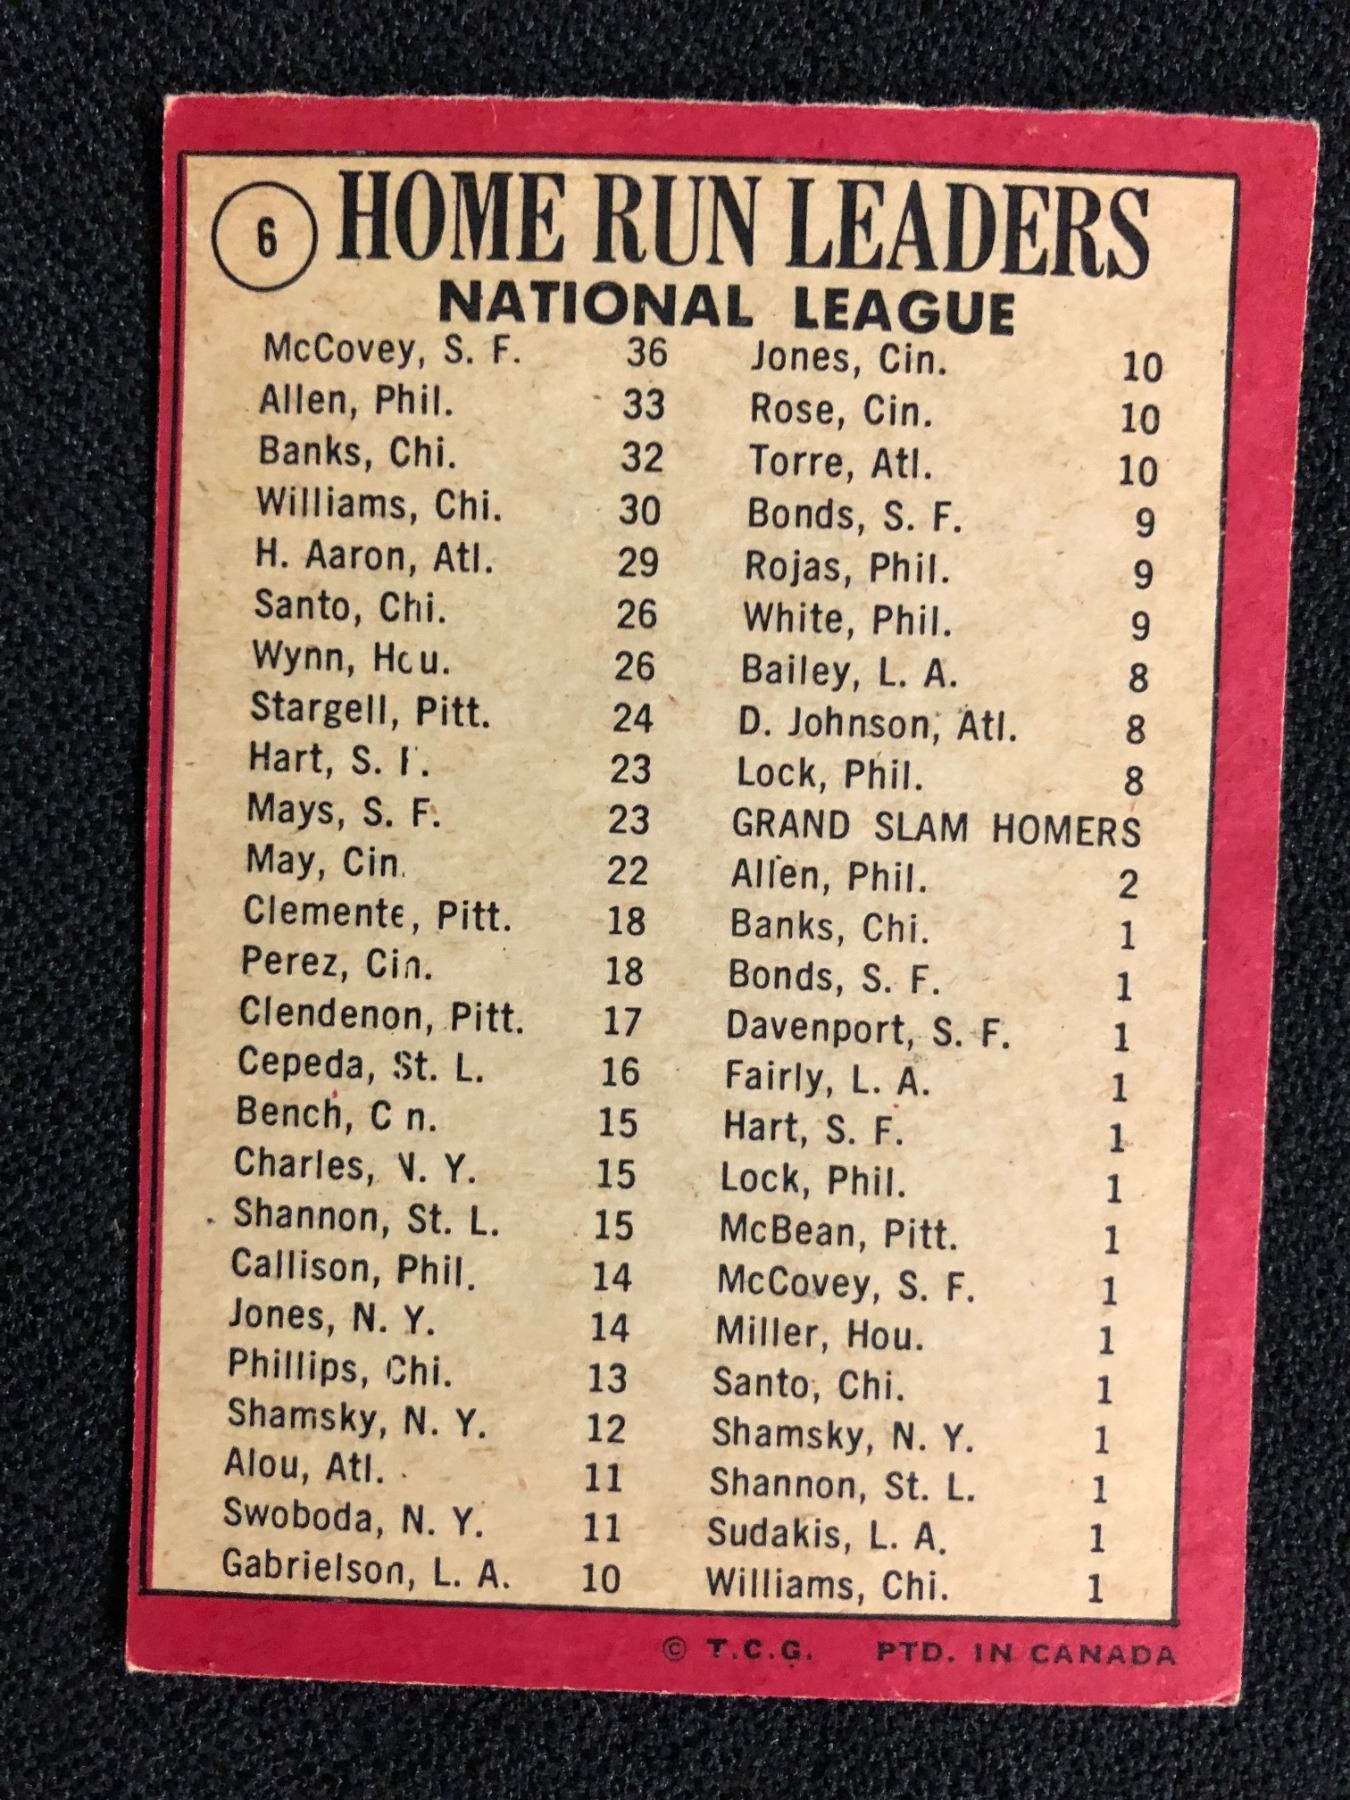 6
HOME RUN LEADERS
NATIONAL LEAGUE
McCovey, S. F. 36
Allen, Phil. 33
Banks, Chi. 32
Williams, Chi. 30
H. Aaron, Atl. 29
Santo, Chi. 26
Wynn, Hou. 26
Stargell, Pitt. 24
Hart, S. F. 23
Mays, S. F. 23
May, Cin. 22
Clemente, Pitt. 18
Perez, Cin. 18
Clendenon, Pitt. 17
Cepeda, St. L. 16
Bench, C n. 15
Charles, N. Y. 15
Shannon, St. L. 15
Callison, Phil. 14
Jones, N. Y. 14
Phillips, Chi. 13
Shamsky, N. Y. 12
Alou, Atl. 11
Swoboda, N. Y. 11
Gabrielson, L. A. 10
Jones, Cin. 10
Rose, Cin. 10
Torre, Atl. 10
Bonds, S. F. 9
Rojas, Phil. 9
White, Phil. 9
Bailey, L. A. 8
D. Johnson, Atl. 8
Lock, Phil. 8
GRAND SLAM HOMERS
Allen, Phil. 2
Banks, Chi. 1
Bonds, S. F. 1
Davenport, S. F. 1
Fairly, L. A. 1
Hart, S. F. 1
Lock, Phil. 1
McBean, Pitt. 1
McCovey, S. F. 1
Miller, Hou. 1
Santo, Chi. 1
Shamsky, N. Y. 1
Shannon, St. L. 1
Sudakis, L. A. 1
Williams, Chi. 1
© T.C.G. PTD. IN CANADA